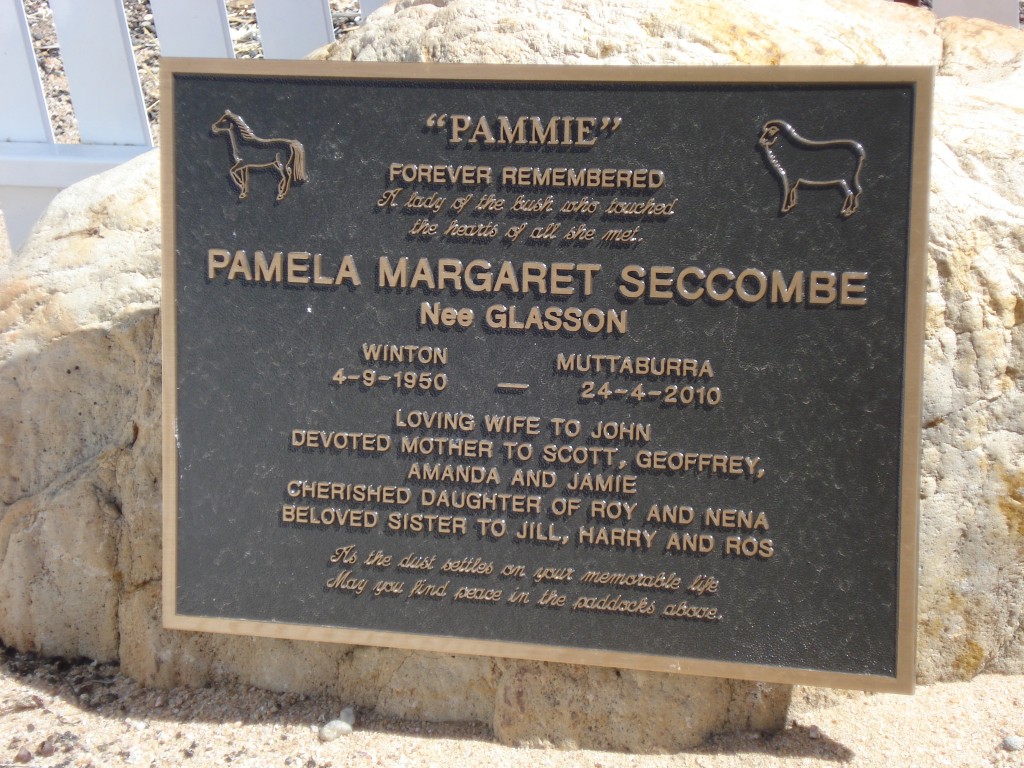 “PAMMIE”
FOREVER REMEMBERED
A lady of the bush who touched
the hearts of all she met.
PAMELA MARGARET SECCOMBE
Nee GLASSON
WINTON MUTTABURRA
4-9-1950 — 24-4-2010
LOVING WIFE TO JOHN
DEVOTED MOTHER TO SCOTT, GEOFFREY,
AMANDA AND JAMIE
CHERISHED DAUGHTER OF ROY AND NENA
BELOVED SISTER TO JILL, HARRY AND ROS
As the dust settles on your memorable life
May you find peace in the paddocks above.